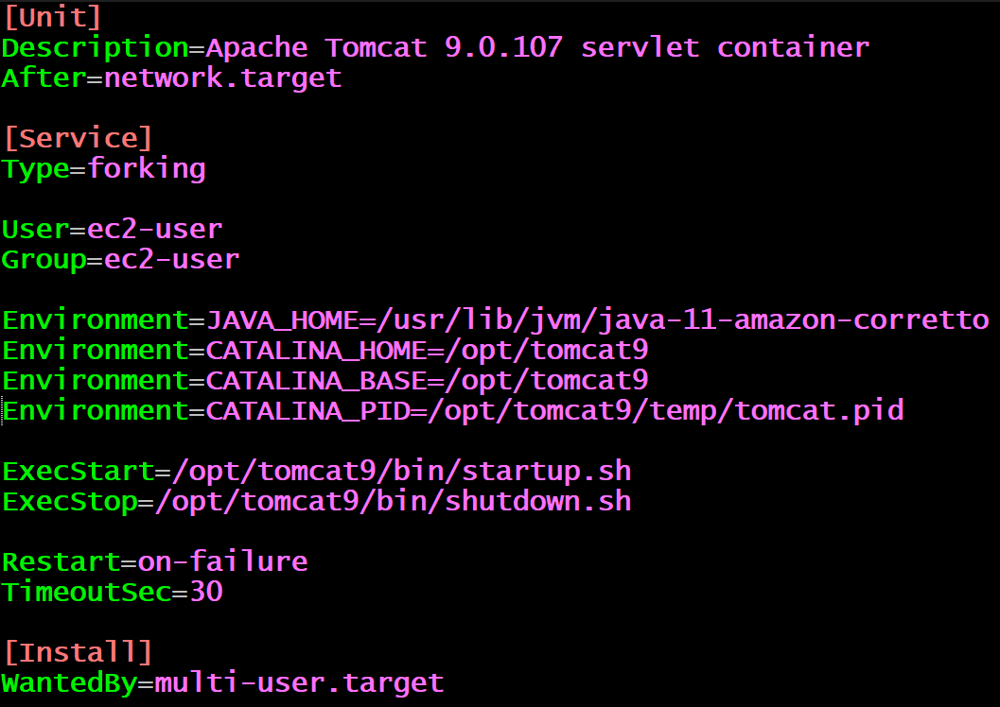 [Unit]
Description=Apache Tomcat 9.0.107 servlet container
After=network.target
[Service]
Type=forking
User=ec2-user
Group=ec2-user
Environment=JAVA_HOME=/usr/lib/jvm/java-11-amazon-corretto
Environment=CATALINA_HOME=/opt/tomcat9
Environment=CATALINA_BASE=/opt/tomcat9
Environment=CATALINA_PID=/opt/tomcat9/temp/tomcat.pid
ExecStart=/opt/tomcat9/bin/startup.sh
ExecStop=/opt/tomcat9/bin/shutdown.sh
Restart=on-failure
TimeoutSec=30
[Install]
WantedBy=multi-user.target